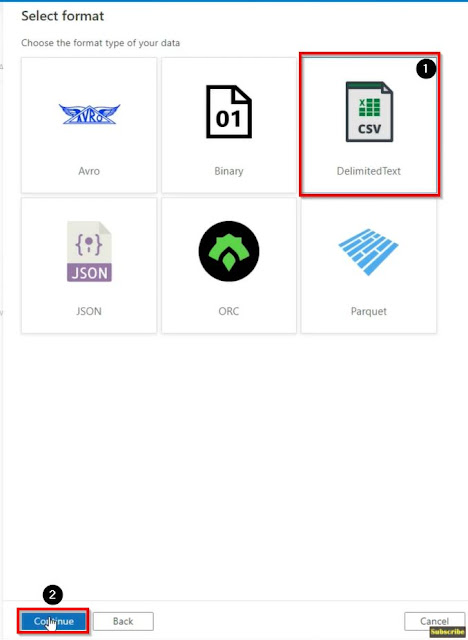 Select format
Choose the format type of your data
1
AVRO
01
X
CSV
Avro
Binary
DelimitedText
{:}
JSON
JSON
ORC
Parquet
2
Continue
Back
Cancel
Subscribe